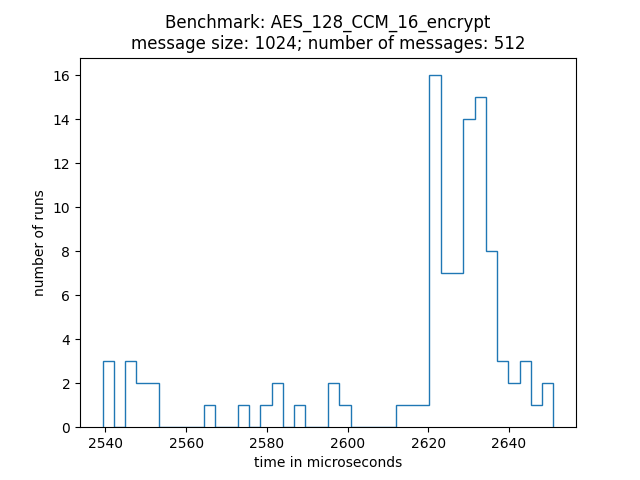 Benchmark: AES_128_CCM_16_encrypt
message size: 1024; number of messages: 512
number of runs
16
14
12
10
8
6
4
2
0
2540 2560 2580 2600 2620 2640
time in microseconds